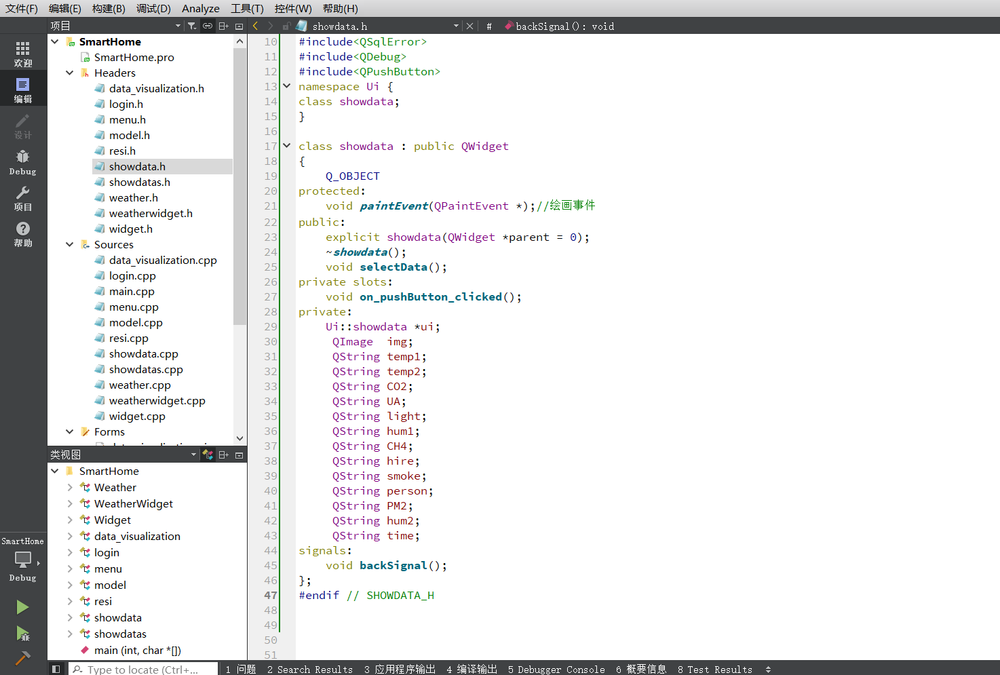 文件(F) 编辑(E) 构建(B) 调试(D) Analyze 工具(T) 控件(W) 帮助(H)
项目
showdata.h
# backSignal(): void
欢迎
编辑
设计
Debug
项目
帮助
SmartHome
Debug
SmartHome
SmartHome.pro
Headers
data_visualization.h
login.h
menu.h
model.h
resi.h
showdata.h
showdatas.h
weather.h
weatherwidget.h
widget.h
Sources
data_visualization.cpp
login.cpp
main.cpp
menu.cpp
model.cpp
resi.cpp
showdata.cpp
showdatas.cpp
weather.cpp
weatherwidget.cpp
widget.cpp
Forms
类视图
SmartHome
Weather
WeatherWidget
Widget
data_visualization
login
menu
model
resi
showdata
showdatas
main (int, char *[])
10 #include<QSqlError>
11 #include<QDebug>
12 #include<QPushButton>
13 namespace Ui {
14 class showdata;
15 }
16
17 class showdata : public QWidget
18 {
19 Q_OBJECT
20 protected:
21 void paintEvent(QPaintEvent *);//绘画事件
22 public:
23 explicit showdata(QWidget *parent = 0);
24 ~showdata();
25 void selectData();
26 private slots:
27 void on_pushButton_clicked();
28 private:
29 Ui::showdata *ui;
30 QImage  img;
31 QString temp1;
32 QString temp2;
33 QString CO2;
34 QString UA;
35 QString light;
36 QString hum1;
37 QString CH4;
38 QString hire;
39 QString smoke;
40 QString person;
41 QString PM2;
42 QString hum2;
43 QString time;
44 signals:
45 void backSignal();
46 };
47 #endif // SHOWDATA_H
48
49
50
51
Type to locate (Ctrl+...
1 问题 2 Search Results 3 应用程序输出 4 编译输出 5 Debugger Console 6 概要信息 8 Test Results